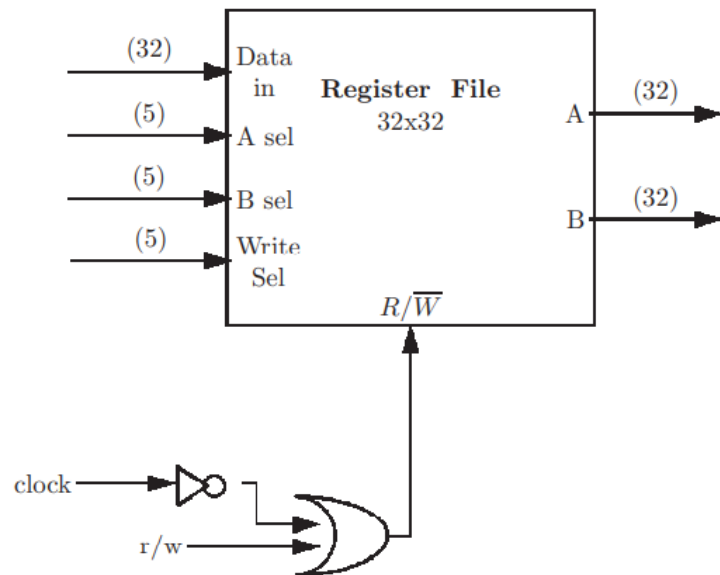 (32)
Data
in
Register File
32x32
A
(32)
(5)
A sel
(5)
B sel
B
(32)
(5)
Write
Sel
R/W̅
clock
r/w